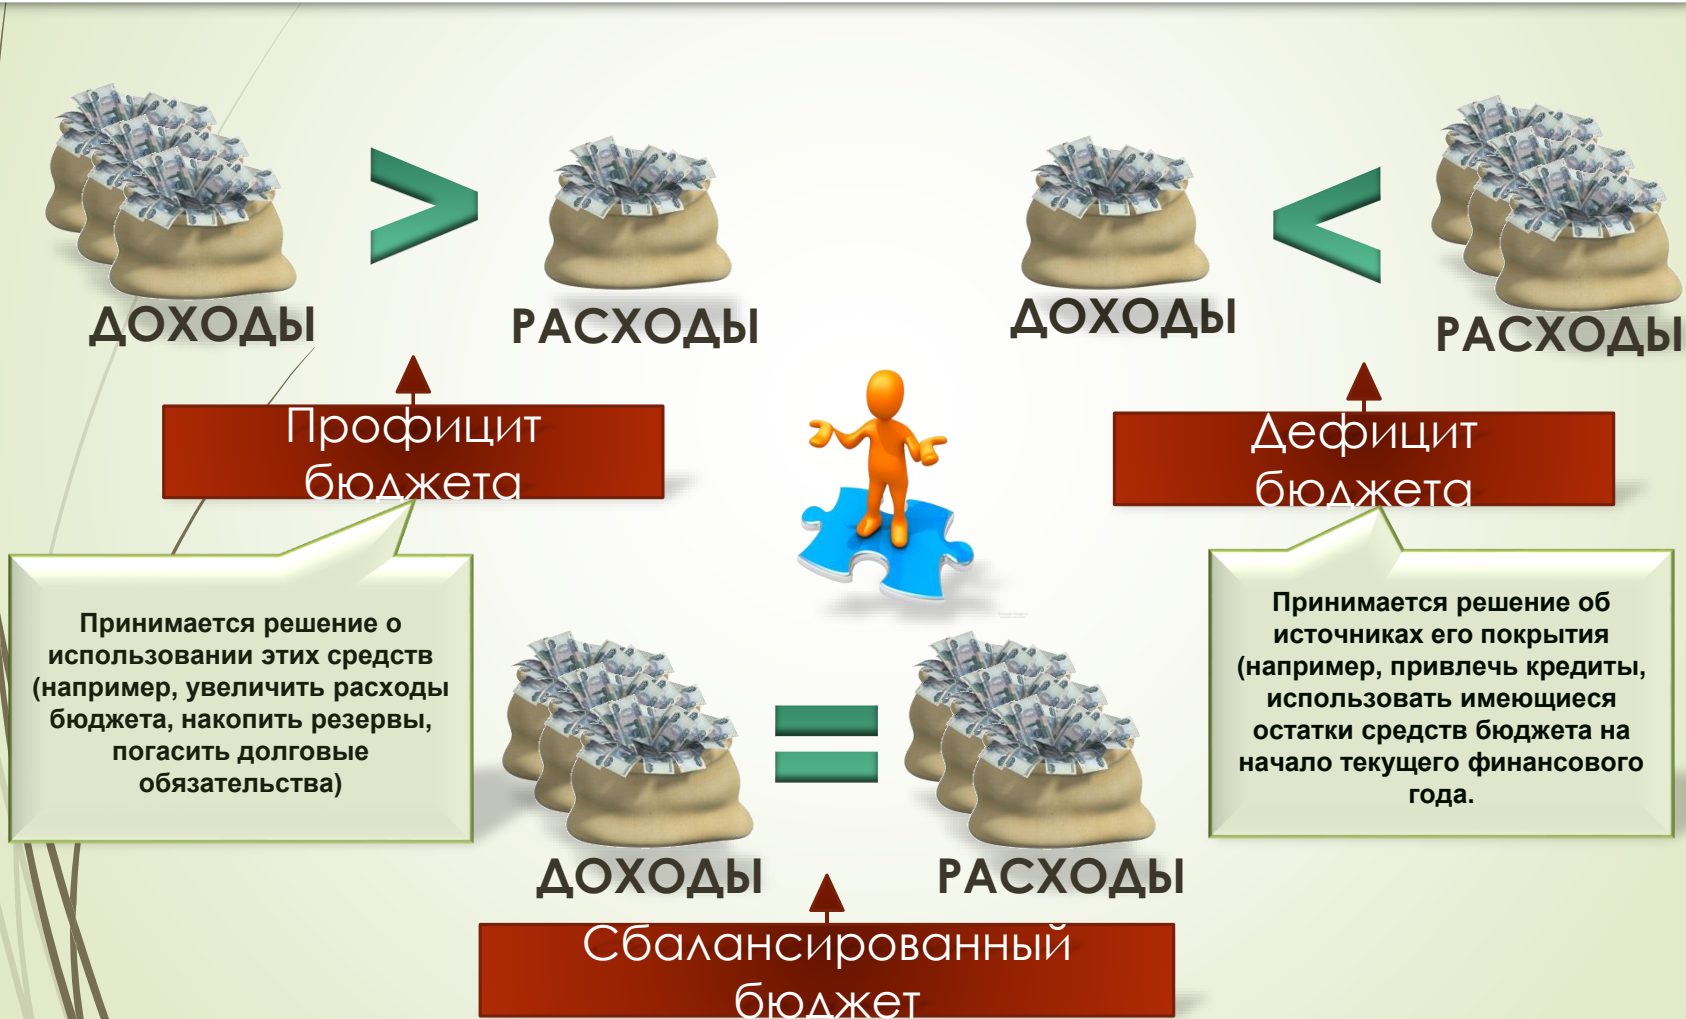 >
<
ДОХОДЫ
РАСХОДЫ
ДОХОДЫ
РАСХОДЫ
Профицит
бюджета
Дефицит
бюджета
Принимается решение о
использовании этих средств
(например, увеличить расходы
бюджета, накопить резервы,
погасить долговые
обязательства)
Принимается решение об
источниках его покрытия
(например, привлечь кредиты,
использовать имеющиеся
остатки средств бюджета на
начало текущего финансового
года.
=
ДОХОДЫ
РАСХОДЫ
Сбалансированный
бюджет